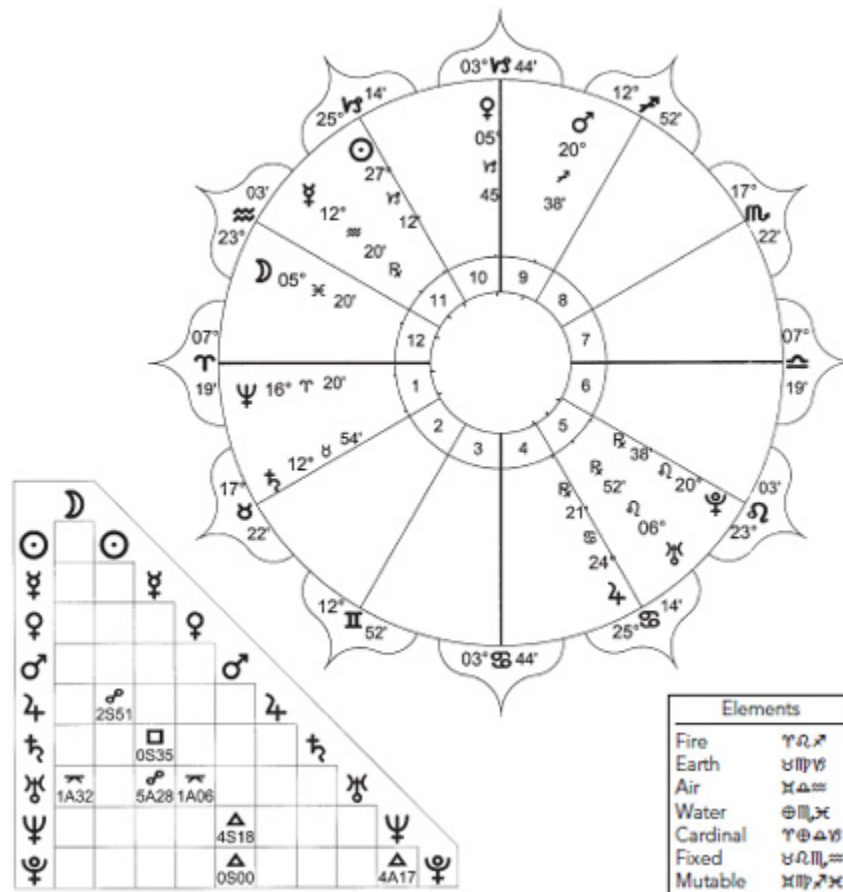 03° ♑ 44'
25° ♑ 14'
12° ♐ 52'
♀ 05° ♑ 45
♂ 20° ♐ 38'
☉ 27° ♑ 12'
☿ 12° ♒ 20' ℞
03' ♒ 23°
17° ♏ 22'
☽ 05° ♓ 20'
07° ♈ 19'
07° ♎ 19'
10 9
11 8
12 7
1 6
2 5
3 4
♆ 16° ♈ 20'
♄ 12° ♉ 54'
17° ♉ 22'
℞ 38' ♌ 20° ♇
℞ 52' ♌ 06° ♅
℞ 21' ♋ 24° ♃
03' ♌ 23°
12° ♊ 52'
25° ♋ 14'
03° ♋ 44'
☽
☉ ☉
☿ ☿
♀ ♀
♂ ♂
♃ ☍ 2S51 ♃
♄ □ 0S35 ♄
♅ ⚻ 1A32 ☍ 5A28 ⚻ 1A06 ♅
♆ △ 4S18 ♆
♇ △ 0S00 △ 4A17 ♇
Elements
Fire ♈♌♐
Earth ♉♍♑
Air ♊♎♒
Water ⊕♏♓
Cardinal ♈⊕♎♑
Fixed ♉♌♏♒
Mutable ♊♍♐♓